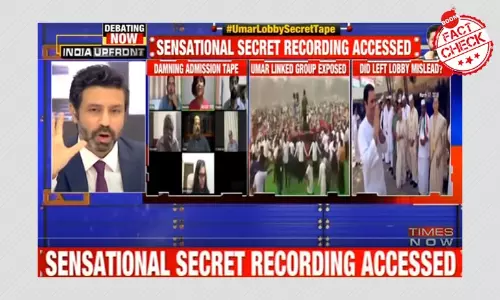 DEBATING
NOW
INDIA UPFRONT
#UmarLobbySecretTape
SENSATIONAL SECRET RECORDING ACCESSED
DAMNING ADMISSION TAPE
UMAR LINKED GROUP EXPOSED
DID LEFT LOBBY MISLEAD?
BOOM
FACT
CHECK
TIMES
NOW
SENSATIONAL SECRET RECORDING ACCESSED